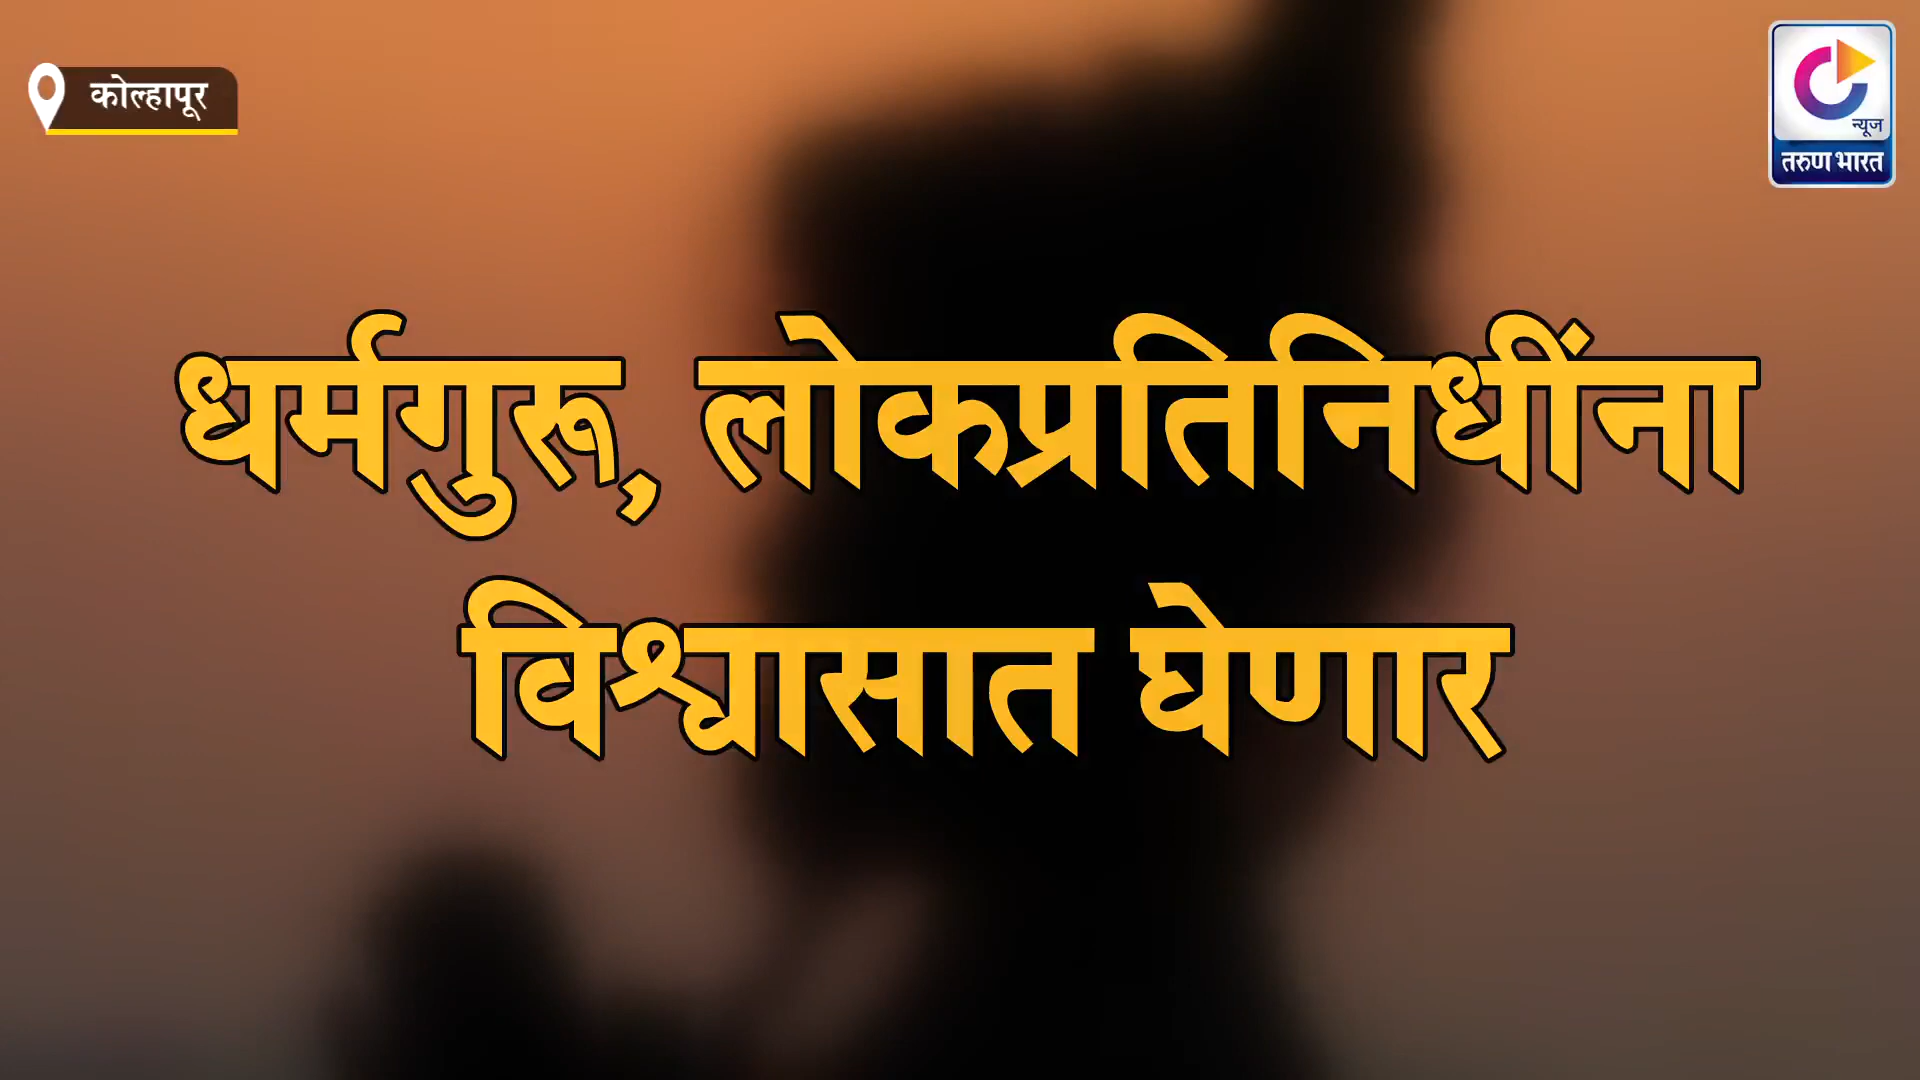 कोल्हापूर
न्यूज
तरुण भारत
धर्मगुरू, लोकप्रतिनिधींना
विश्वासात घेणार